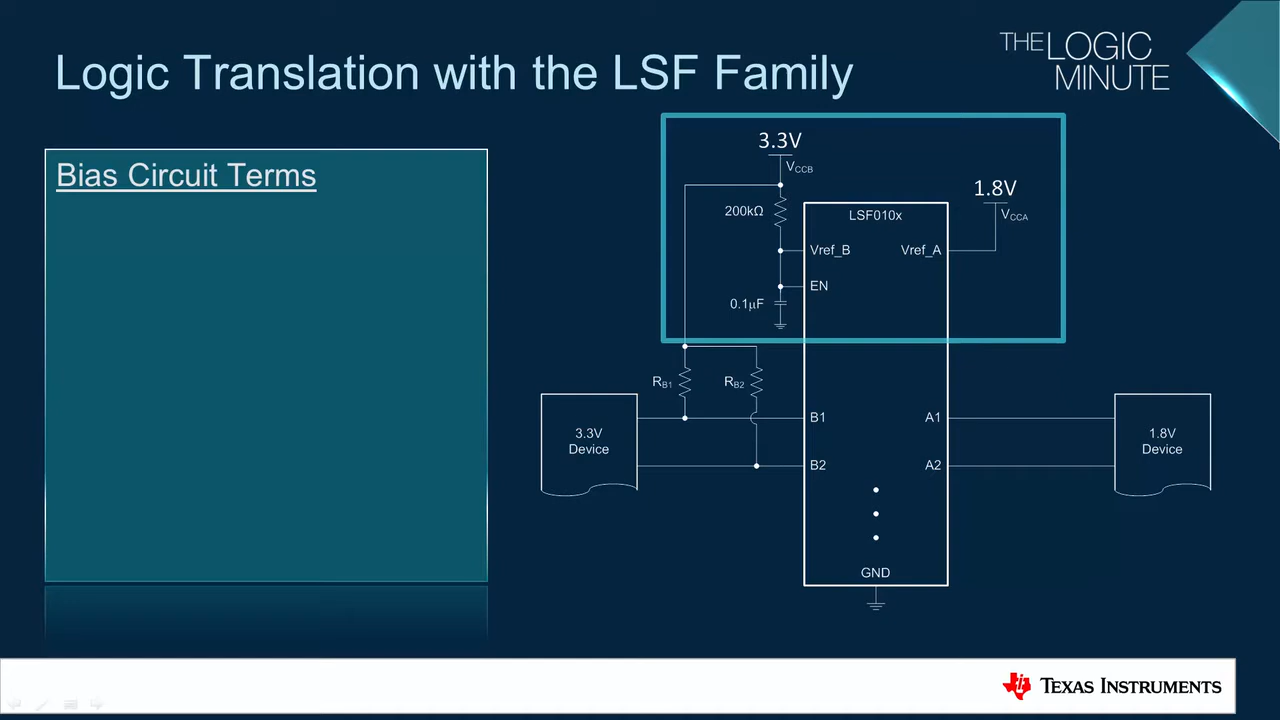 Logic Translation with the LSF Family
THE LOGIC
MINUTE
Bias Circuit Terms
3.3V
VCCB
200kΩ
1.8V
VCCA
LSF010x
Vref_B
Vref_A
EN
0.1µF
RB1
RB2
3.3V
Device
B1
A1
B2
A2
1.8V
Device
GND
TEXAS INSTRUMENTS